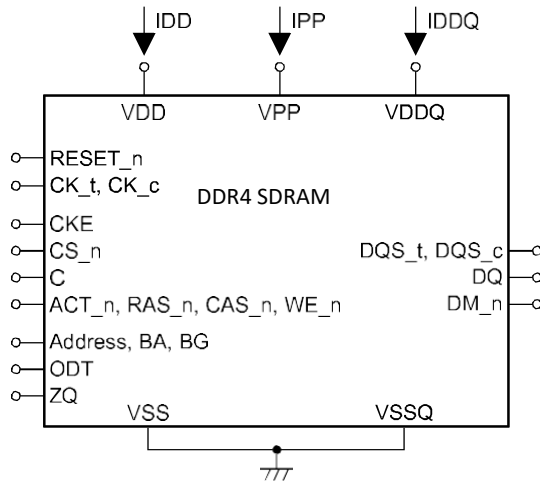 IDD IPP IDDQ
VDD VPP VDDQ
RESET_n
CK_t, CK_c
DDR4 SDRAM
CKE
CS_n DQS_t, DQS_c
C DQ
ACT_n, RAS_n, CAS_n, WE_n DM_n
Address, BA, BG
ODT
ZQ
VSS VSSQ